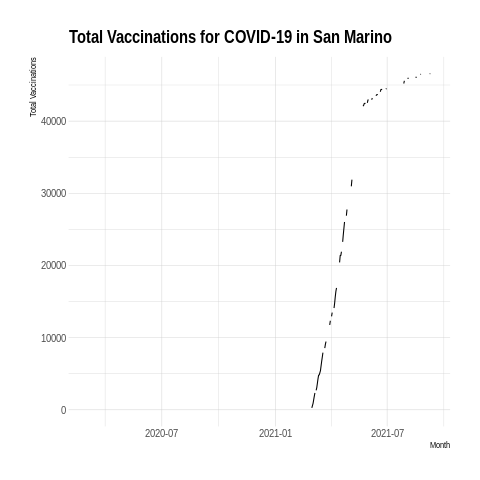 Total Vaccinations for COVID-19 in San Marino
Total Vaccinations
40000
30000
20000
10000
0
2020-07
2021-01
2021-07
Month